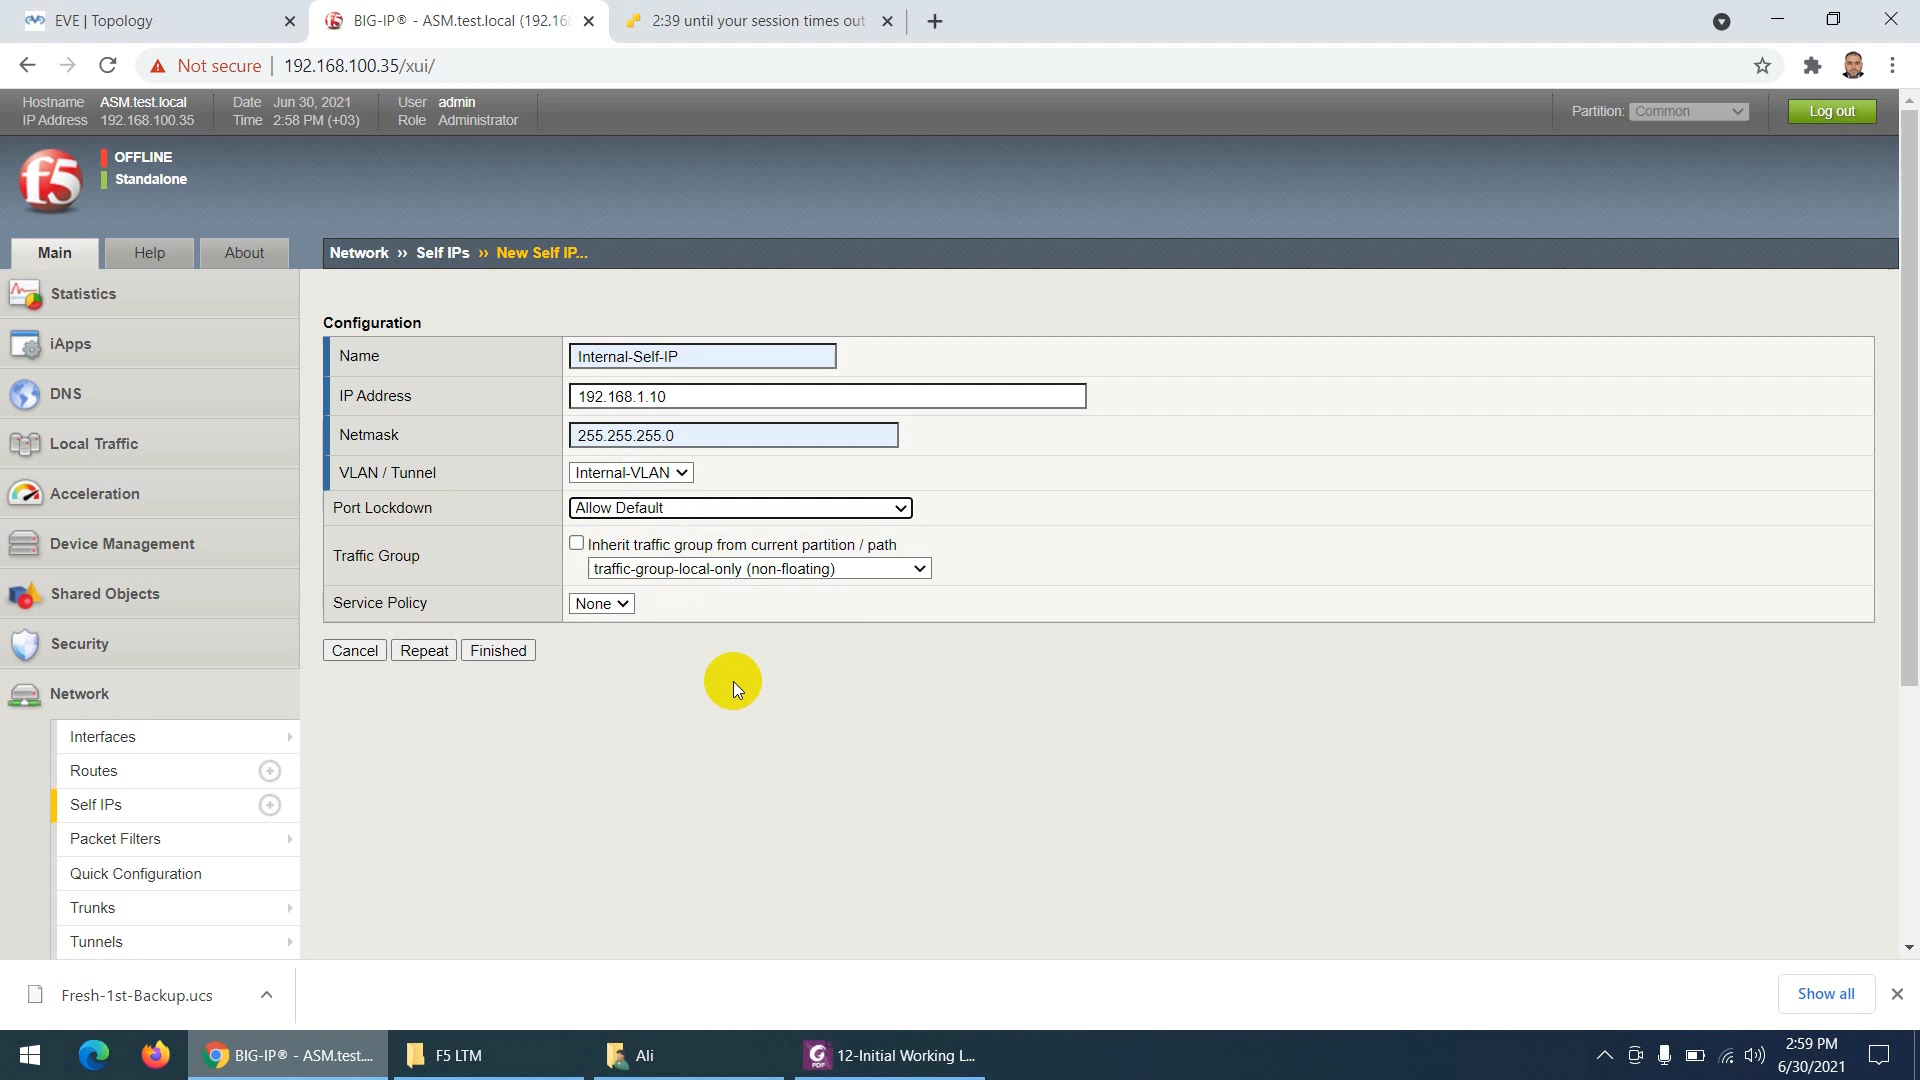 EVE | Topology
BIG-IP® - ASM.test.local (192.168
2:39 until your session times out
Not secure
192.168.100.35/xui/
Hostname ASM.test.local
IP Address 192.168.100.35
Date Jun 30, 2021
Time 2:58 PM (+03)
User admin
Role Administrator
Partition: Common
Log out
f5
OFFLINE
Standalone
Main
Help
About
Network ›› Self IPs ›› New Self IP...
Statistics
iApps
DNS
Local Traffic
Acceleration
Device Management
Shared Objects
Security
Network
Interfaces
Routes
Self IPs
Packet Filters
Quick Configuration
Trunks
Tunnels
Configuration
Name Internal-Self-IP
IP Address 192.168.1.10
Netmask 255.255.255.0
VLAN / Tunnel Internal-VLAN
Port Lockdown Allow Default
Traffic Group
Inherit traffic group from current partition / path
traffic-group-local-only (non-floating)
Service Policy None
Cancel Repeat Finished
Fresh-1st-Backup.ucs
Show all
BIG-IP® - ASM.test....
F5 LTM
Ali
PDF
12-Initial Working L...
2:59 PM
6/30/2021